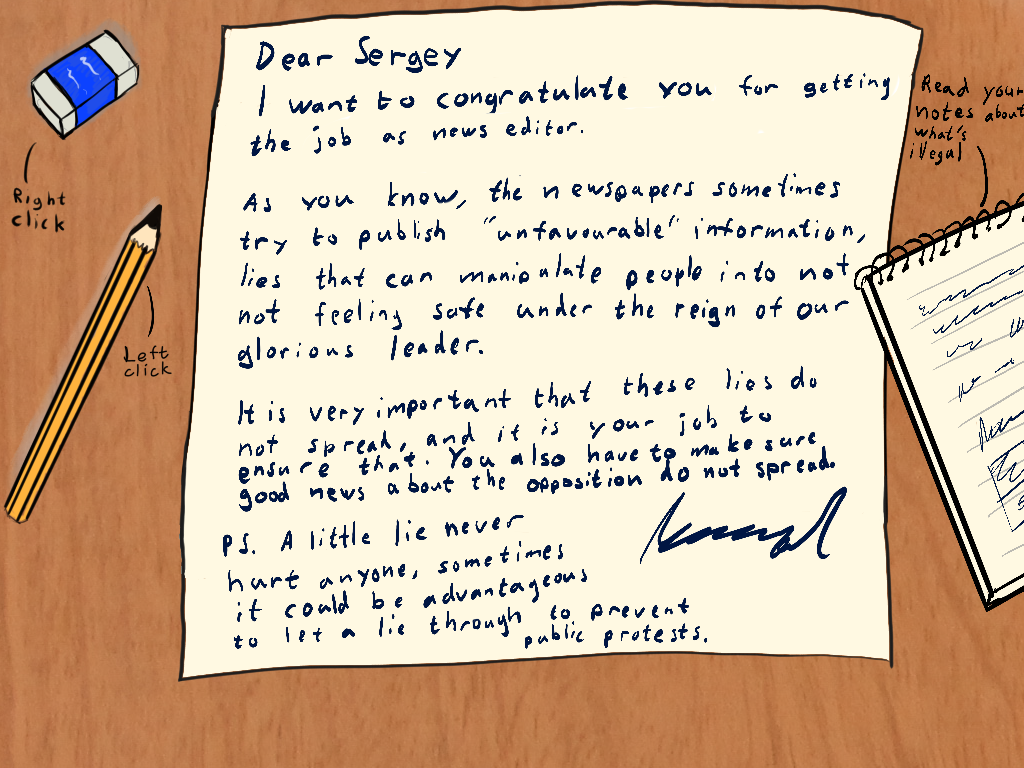 Dear Sergey
I want to congratulate you for getting
the job as news editor.
As you know, the newspapers sometimes
try to publish "unfavourable" information,
lies that can manipulate people into not
not feeling safe under the reign of our
glorious leader.
It is very important that these lies do
not spread, and it is your job to
ensure that. You also have to make sure
good news about the opposition do not spread.
PS. A little lie never
hurt anyone, sometimes
it could be advantageous
to let a lie through to prevent
public protests.
Right
click
Left
click
Read your
notes about
what's
illegal